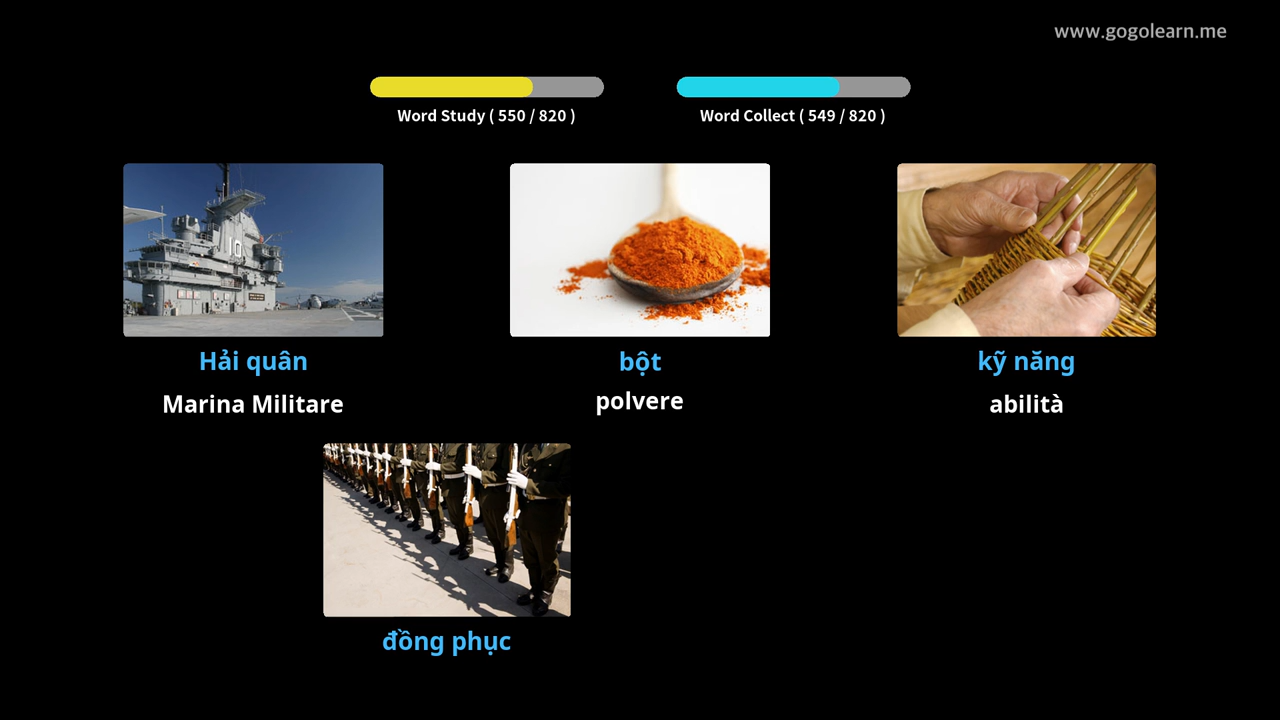 www.gogolearn.me
Word Study ( 550 / 820 )
Word Collect ( 549 / 820 )
Hải quân
bột
kỹ năng
Marina Militare
polvere
abilità
đồng phục